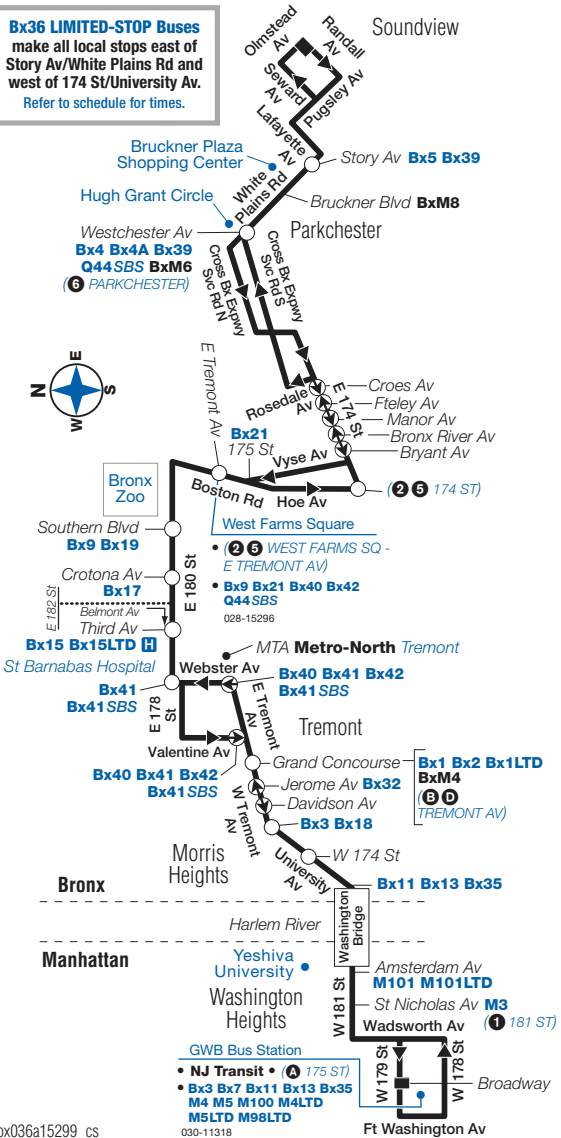 Bx36 LIMITED-STOP Buses
make all local stops east of
Story Av/White Plains Rd and
west of 174 St/University Av.
Refer to schedule for times.
Soundview
Olmstead
Av
Randall
Av
Seward
Av
Pugsley Av
Lafayette
Av
Bruckner Plaza
Shopping Center
Story Av Bx5 Bx39
White
Plains Rd
Hugh Grant Circle
Bruckner Blvd BxM8
Westchester Av
Bx4 Bx4A Bx39
Q44SBS BxM6
(6 PARKCHESTER)
Parkchester
Cross Bx Expwy
Svc Rd N
Cross Bx Expwy
Svc Rd S
N
E
S
W
E Tremont Av
Rosedale
Av
E 174 St
Croes Av
Fteley Av
Manor Av
Bronx River Av
Bryant Av
Bx21
175 St
Vyse Av
Boston Rd
Hoe Av
(2 5 174 ST)
Bronx
Zoo
West Farms Square
• (2 5 WEST FARMS SQ -
E TREMONT AV)
• Bx9 Bx21 Bx40 Bx42
Q44SBS
028-15296
Southern Blvd
Bx9 Bx19
E 180 St
Crotona Av
Bx17
E 182 St
Belmont Av
Third Av
Bx15 Bx15LTD H
St Barnabas Hospital
MTA Metro-North Tremont
Webster Av
Bx41
Bx41SBS
Bx40 Bx41 Bx42
Bx41SBS
E 178
St
E Tremont
Av
Tremont
Valentine Av
Bx40 Bx41 Bx42
Bx41SBS
Grand Concourse
Bx1 Bx2 Bx1LTD
BxM4
(B D
TREMONT AV)
Jerome Av Bx32
Davidson Av
W Tremont
Av
Bx3 Bx18
Morris
Heights
W 174 St
University
Av
Bronx
Bx11 Bx13 Bx35
Harlem River
Washington
Bridge
Manhattan
Yeshiva
University
Amsterdam Av
M101 M101LTD
Washington
Heights
W 181 St
St Nicholas Av M3
(1 181 ST)
Wadsworth Av
GWB Bus Station
• NJ Transit • (A 175 ST)
• Bx3 Bx7 Bx11 Bx13 Bx35
M4 M5 M100 M4LTD
M5LTD M98LTD
030-11318
W 179 St
W 178 St
Broadway
Ft Washington Av
bx036a15299 cs